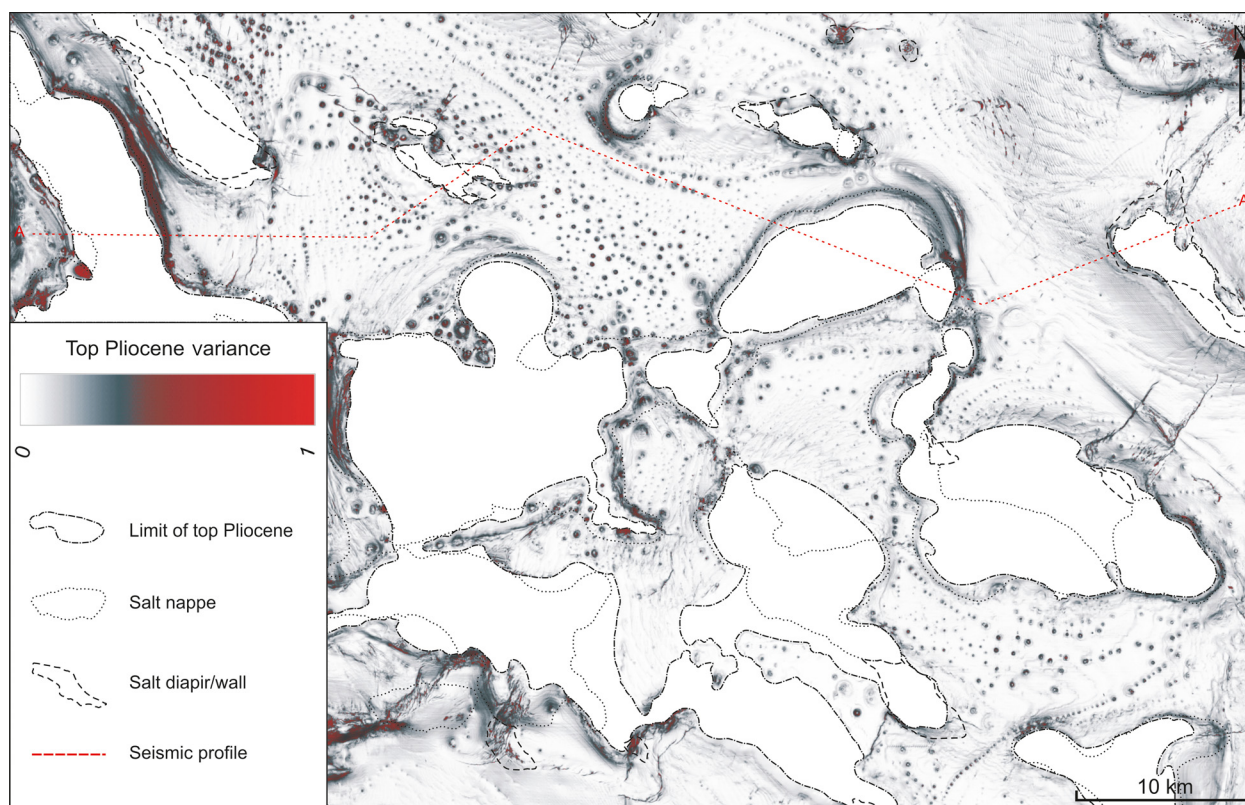 N
A
A
Top Pliocene variance
0
1
Limit of top Pliocene
Salt nappe
Salt diapir/wall
Seismic profile
10 km